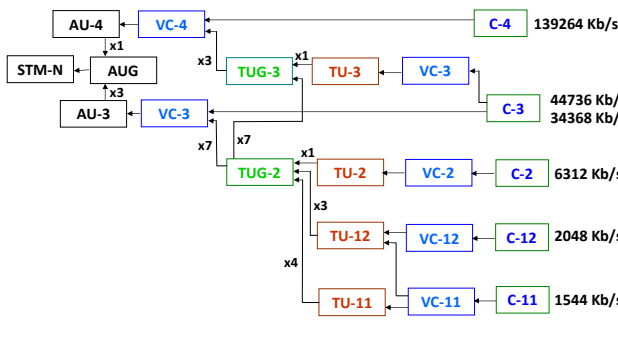 AU-4 VC-4 C-4 139264 Kb/s
x1
x3 x1
STM-N AUG TUG-3 TU-3 VC-3
x3
AU-3 VC-3 C-3 44736 Kb/
34368 Kb/
x7 x7
x1
TUG-2 TU-2 VC-2 C-2 6312 Kb/s
x3
TU-12 VC-12 C-12 2048 Kb/s
x4
TU-11 VC-11 C-11 1544 Kb/s